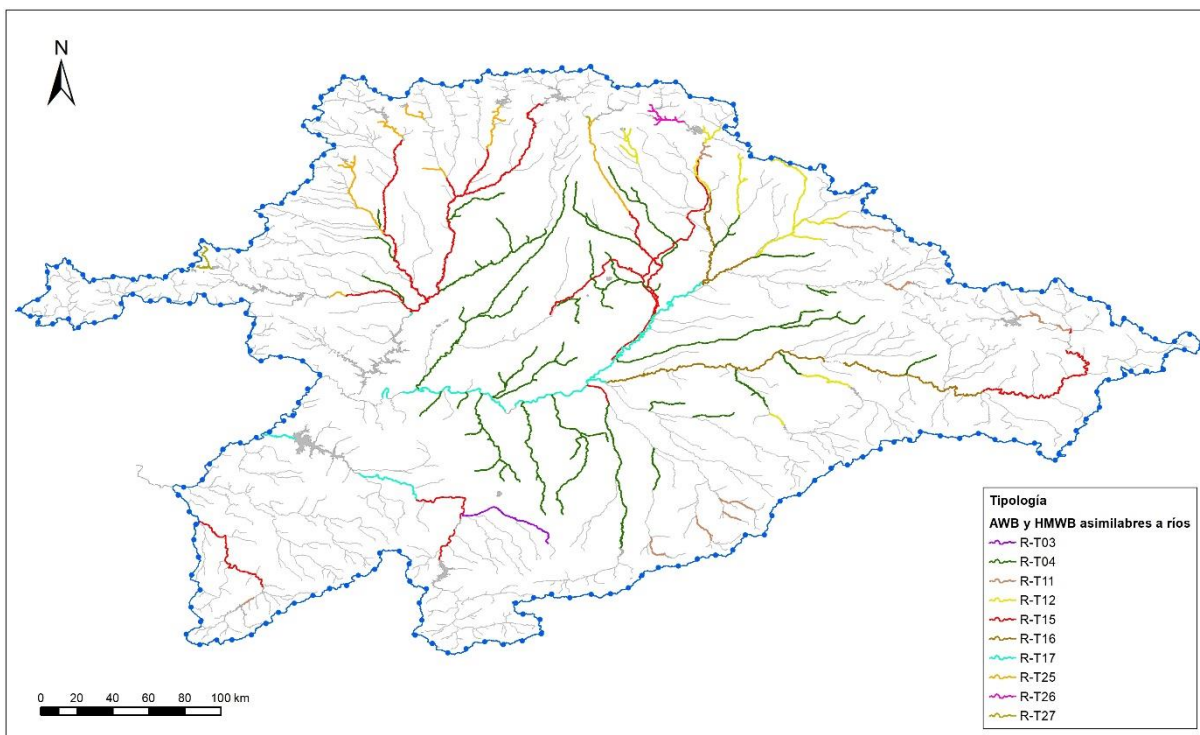 N
Tipología
AWB y HMWB asimilabres a ríos
R-T03
R-T04
R-T11
R-T12
R-T15
R-T16
R-T17
R-T25
R-T26
R-T27
0 20 40 60 80 100 km